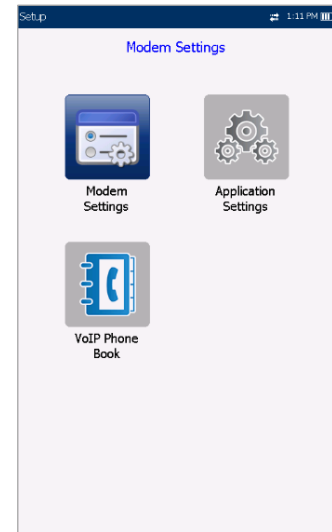 Setup
1:11 PM
Modem Settings
Modem
Settings
Application
Settings
VoIP Phone
Book